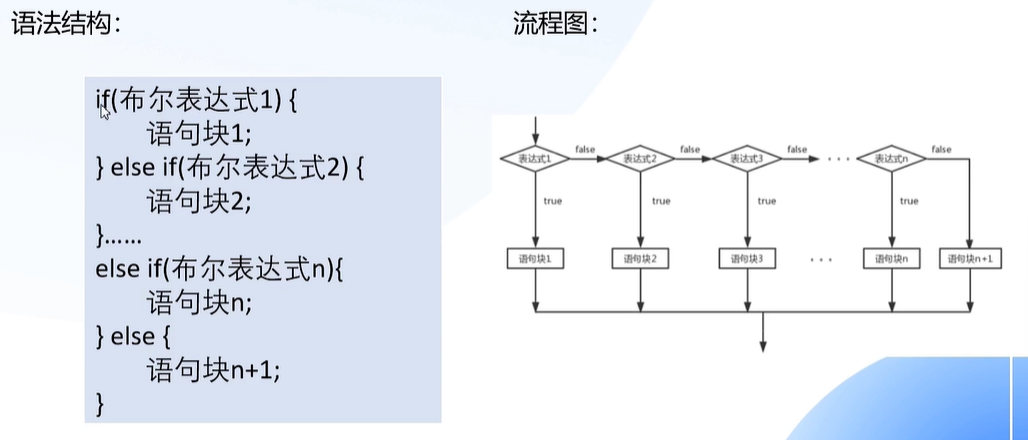 语法结构：
if(布尔表达式1) {
语句块1;
} else if(布尔表达式2) {
语句块2;
}......
else if(布尔表达式n){
语句块n;
} else {
语句块n+1;
}
流程图：
false
false
false
false
表达式1
表达式2
表达式3
· · ·
表达式n
true
true
true
true
语句块1
语句块2
语句块3
· · ·
语句块n
语句块n+1